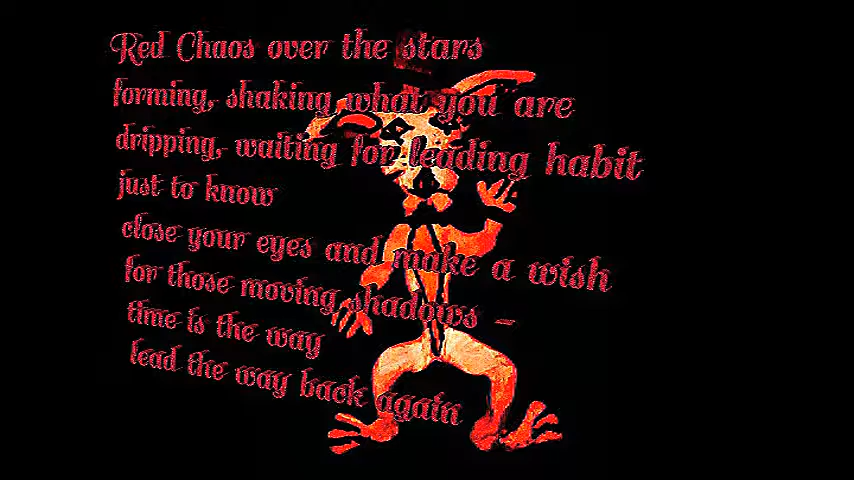 Red Chaos over the stars
forming, shaking what you are
dripping, waiting for leading habit
just to know
close your eyes and make a wish
for those moving shadows –
time is the way
lead the way back again